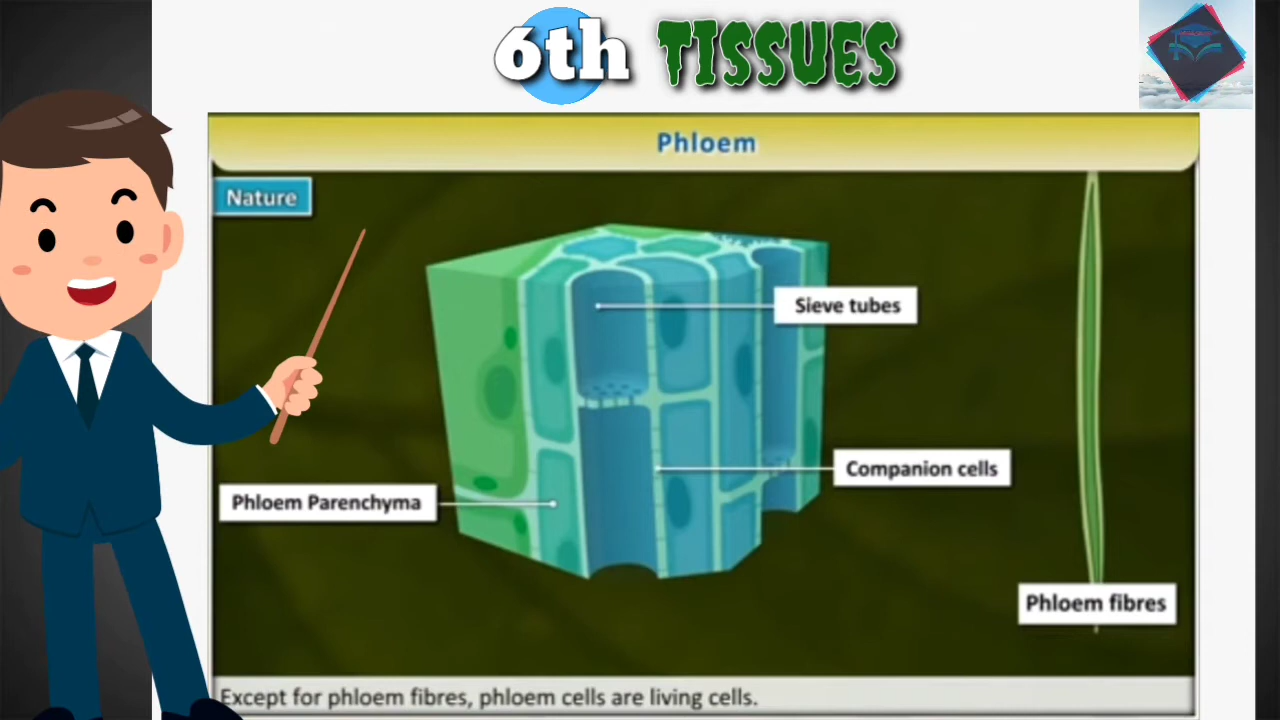 6th TISSUES
Phloem
Nature
Sieve tubes
Companion cells
Phloem Parenchyma
Phloem fibres
Except for phloem fibres, phloem cells are living cells.